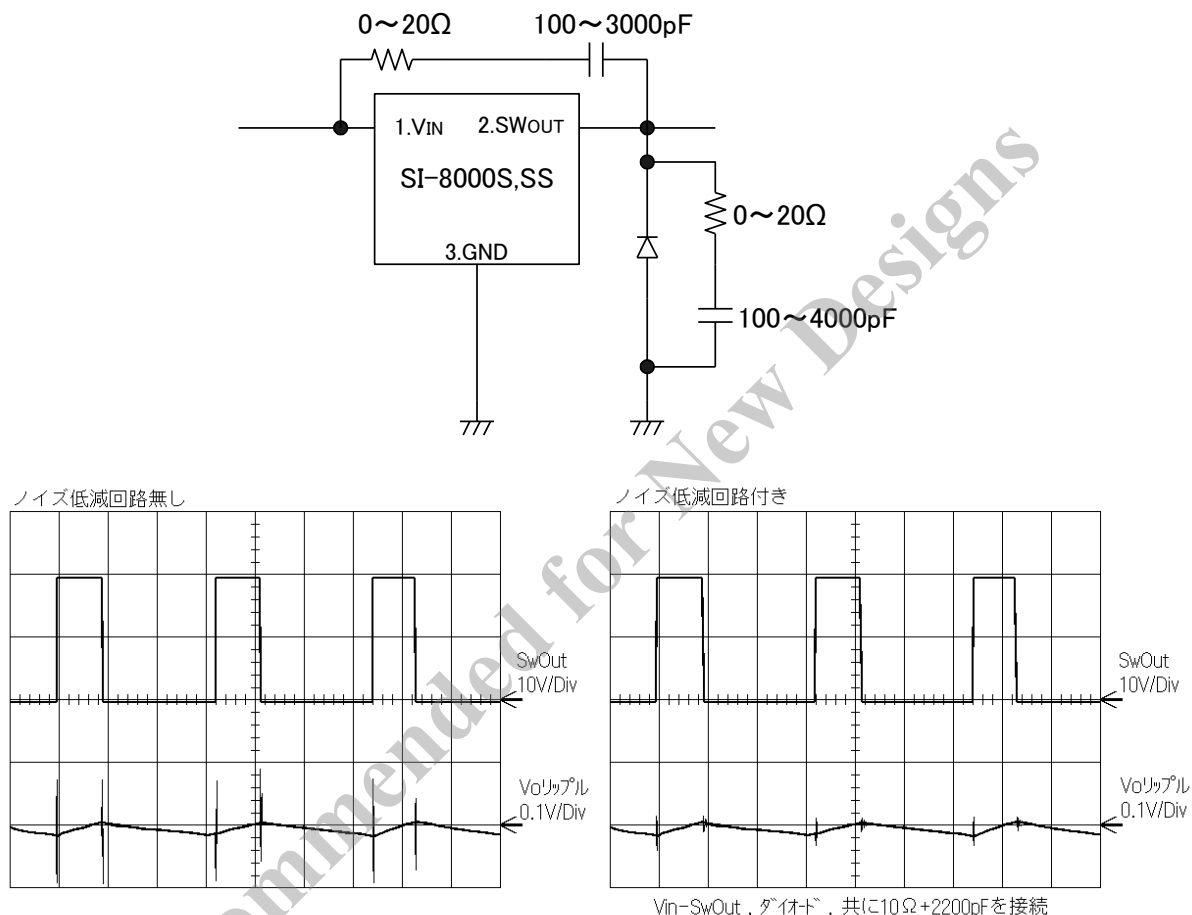 0～20Ω
100～3000pF
1.VIN
2.SWOUT
SI-8000S,SS
3.GND
0～20Ω
100～4000pF
ommended for New Designs
ノイズ低減回路無し
SwOut
10V/Div
Voリップル
0.1V/Div
ノイズ低減回路付き
SwOut
10V/Div
Voリップル
0.1V/Div
Vin-SwOut , ダイオード , 共に10Ω+2200pFを接続